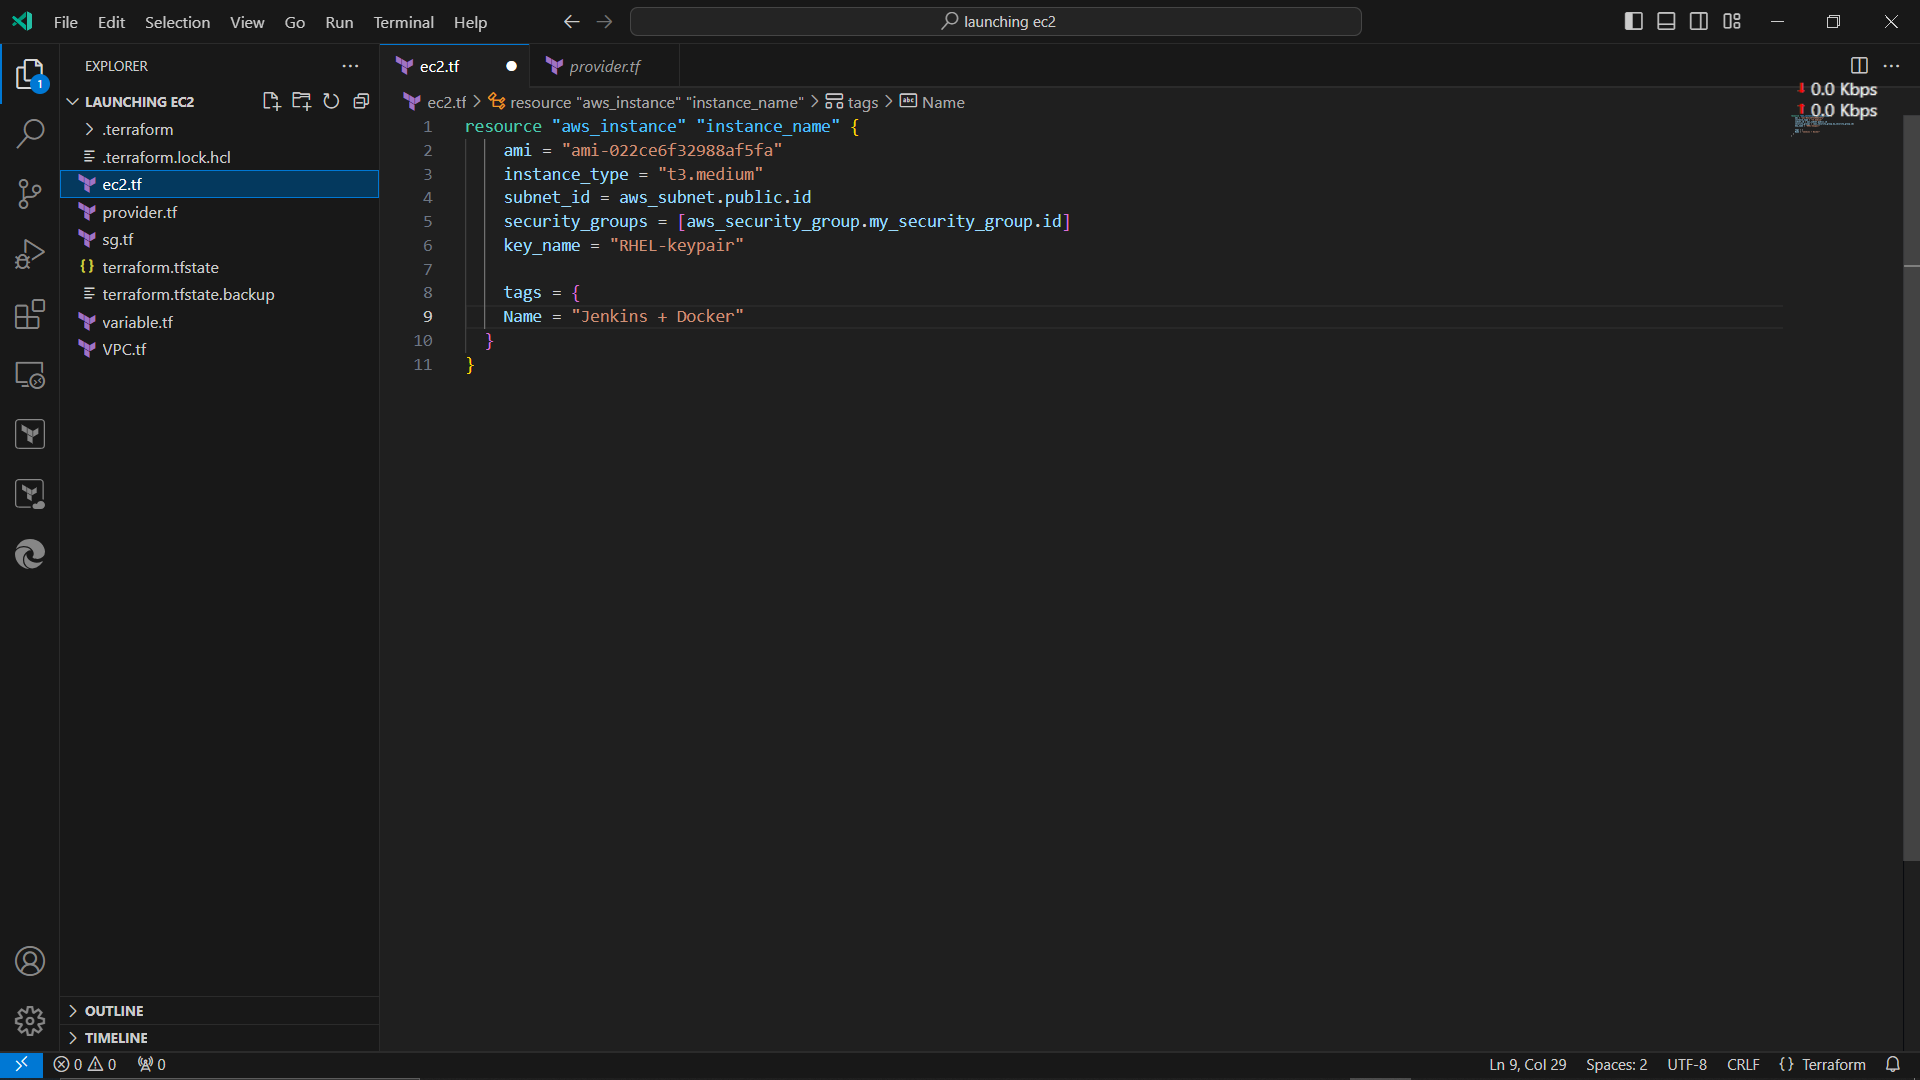 File Edit Selection View Go Run Terminal Help
launching ec2
EXPLORER
1
LAUNCHING EC2
.terraform
.terraform.lock.hcl
ec2.tf
provider.tf
sg.tf
terraform.tfstate
terraform.tfstate.backup
variable.tf
VPC.tf
OUTLINE
TIMELINE
ec2.tf
provider.tf
ec2.tf > resource "aws_instance" "instance_name" > tags > abc Name
0.0 Kbps
0.0 Kbps
1 resource "aws_instance" "instance_name" {
2 ami = "ami-022ce6f32988af5fa"
3 instance_type = "t3.medium"
4 subnet_id = aws_subnet.public.id
5 security_groups = [aws_security_group.my_security_group.id]
6 key_name = "RHEL-keypair"
7
8 tags = {
9 Name = "Jenkins + Docker"
10 }
11 }
0 0 0
Ln 9, Col 29 Spaces: 2 UTF-8 CRLF {} Terraform